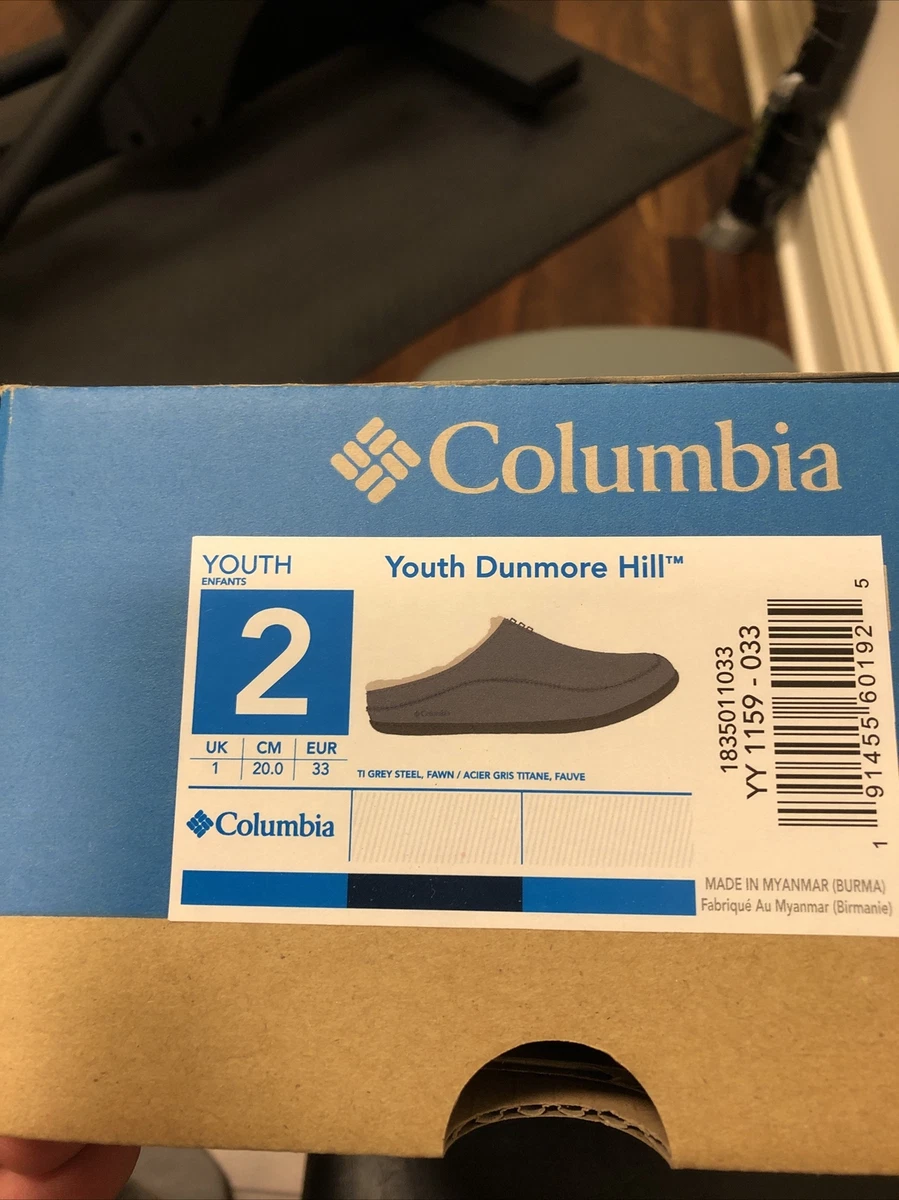 Columbia
YOUTH
ENFANTS
2
UK CM EUR
1 20.0 33
Youth Dunmore Hill™
Columbia
TI GREY STEEL, FAWN / ACIER GRIS TITANE, FAUVE
Columbia
1835011033
YY 1159 - 033
1 91455 60192 5
MADE IN MYANMAR (BURMA)
Fabriqué Au Myanmar (Birmanie)